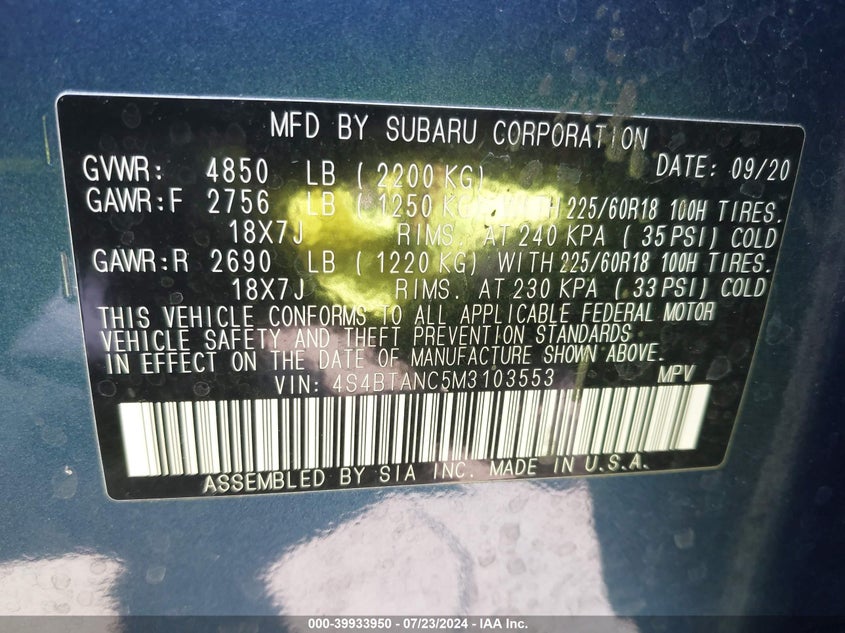 MFD BY SUBARU CORPORATION
GVWR: 4850 LB ( 2200 KG) DATE: 09/20
GAWR:F 2756 LB ( 1250 KG) WITH 225/60R18 100H TIRES.
18X7J RIMS. AT 240 KPA ( 35 PSI) COLD
GAWR:R 2690 LB ( 1220 KG) WITH 225/60R18 100H TIRES.
18X7J RIMS. AT 230 KPA ( 33 PSI) COLD
THIS VEHICLE CONFORMS TO ALL APPLICABLE FEDERAL MOTOR
VEHICLE SAFETY AND THEFT PREVENTION STANDARDS
IN EFFECT ON THE DATE OF MANUFACTURE SHOWN ABOVE.
VIN: 4S4BTANC5M3103553 MPV
ASSEMBLED BY SIA INC. MADE IN U.S.A.
000-39933950 - 07/23/2024 - IAA Inc.